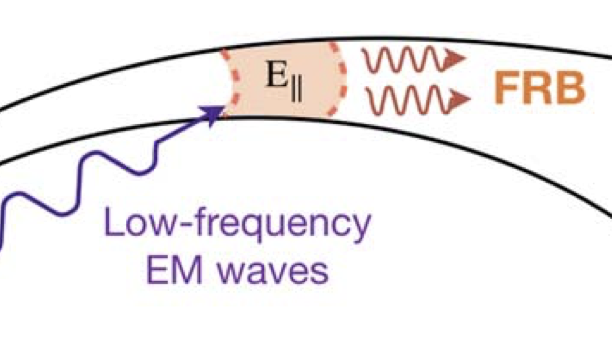 E∥
FRB
Low-frequency
EM waves